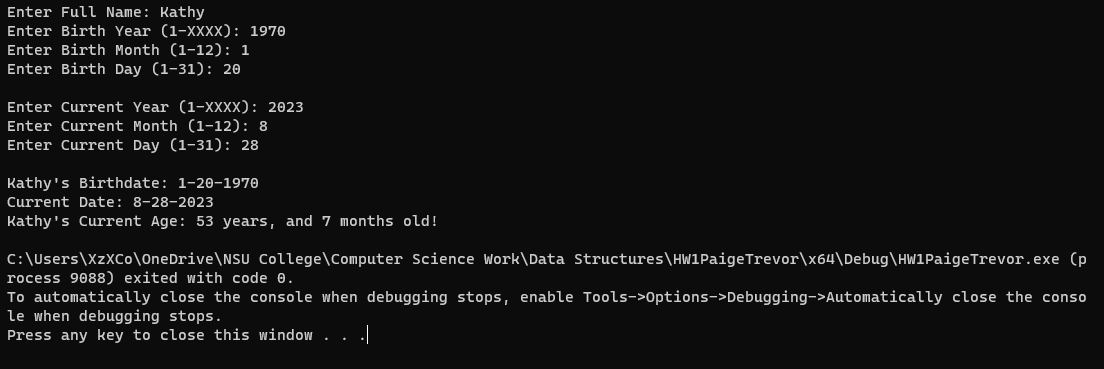 Enter Full Name: Kathy
Enter Birth Year (1-XXXX): 1970
Enter Birth Month (1-12): 1
Enter Birth Day (1-31): 20
Enter Current Year (1-XXXX): 2023
Enter Current Month (1-12): 8
Enter Current Day (1-31): 28
Kathy's Birthdate: 1-20-1970
Current Date: 8-28-2023
Kathy's Current Age: 53 years, and 7 months old!
C:\Users\XzXCo\OneDrive\NSU College\Computer Science Work\Data Structures\HW1PaigeTrevor\x64\Debug\HW1PaigeTrevor.exe (p
rocess 9088) exited with code 0.
To automatically close the console when debugging stops, enable Tools->Options->Debugging->Automatically close the conso
le when debugging stops.
Press any key to close this window . . .